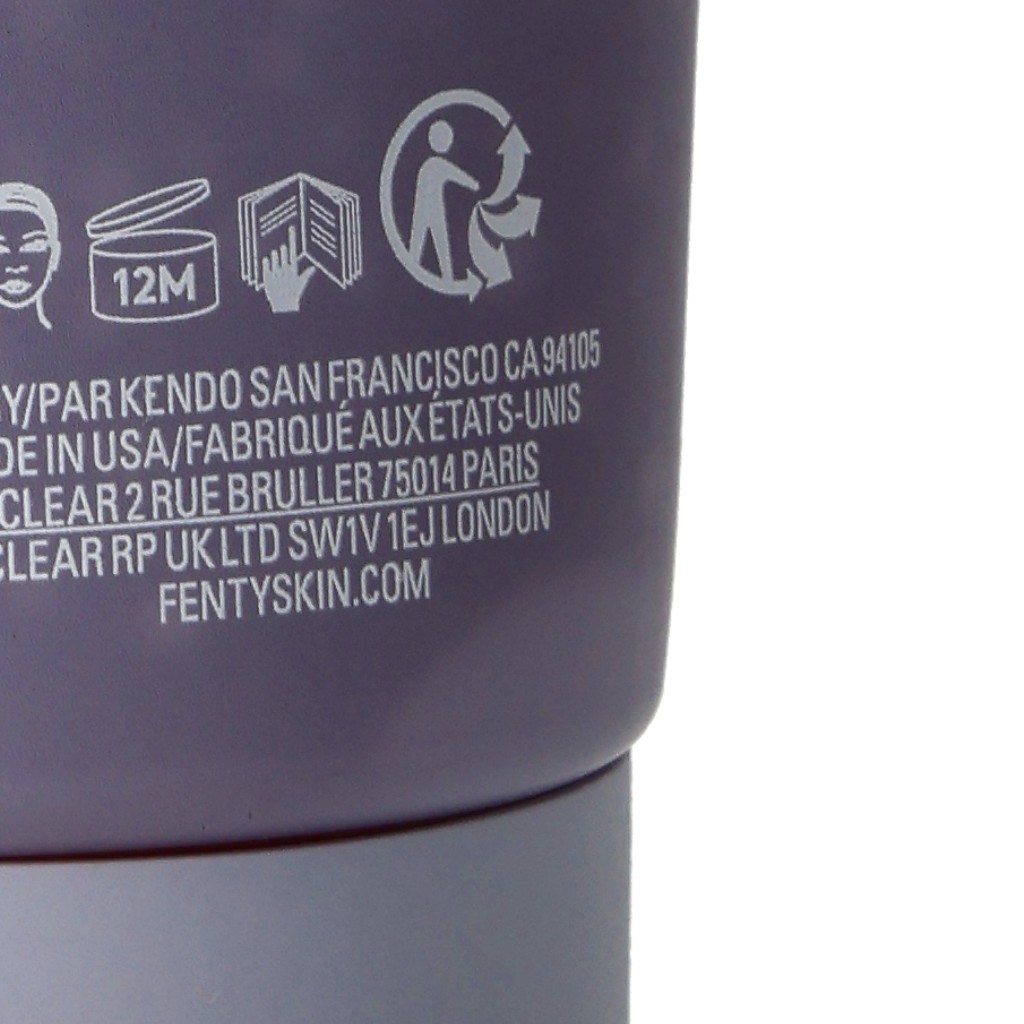 12M
Y/PAR KENDO SAN FRANCISCO CA 94105
DE IN USA/FABRIQUÉ AUX ÉTATS-UNIS
CLEAR 2 RUE BRULLER 75014 PARIS
CLEAR RP UK LTD SW1V 1EJ LONDON
FENTYSKIN.COM